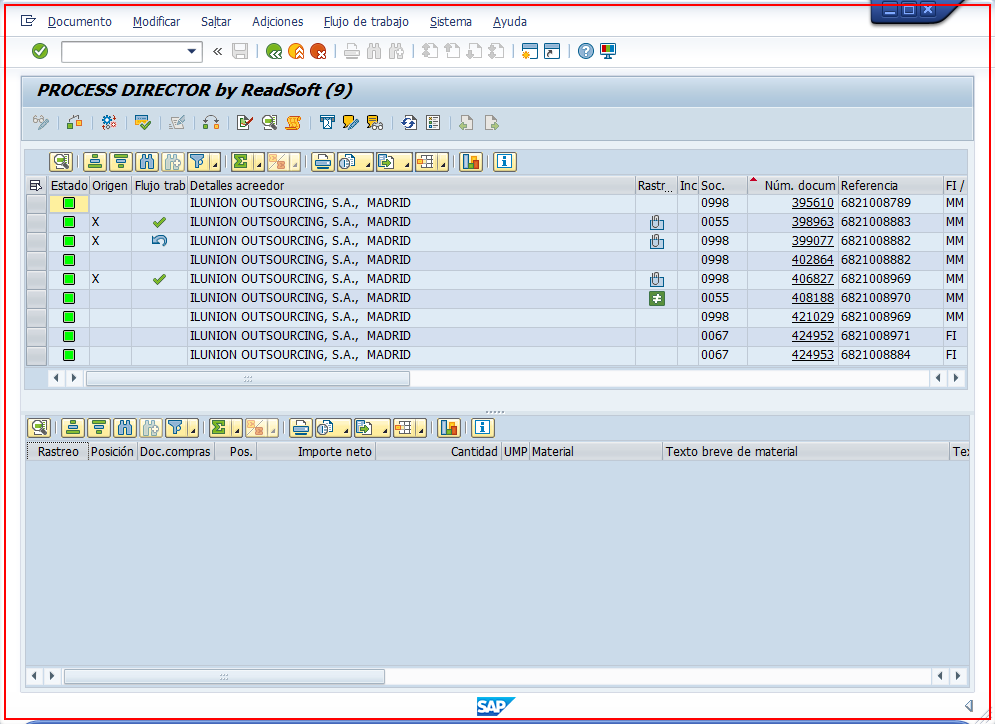 Documento Modificar Saltar Adjciones Flujo de trabajo Sistema Ayuda
PROCESS DIRECTOR by ReadSoft (9)
Estado Origen Flujo trab Detalles acreedor Rastr... Inc Soc. Núm. docum Referencia FI /
ILUNION OUTSOURCING, S.A., MADRID 0998 395610 6821008789 MM
X ILUNION OUTSOURCING, S.A., MADRID 0055 398963 6821008883 MM
X ILUNION OUTSOURCING, S.A., MADRID 0998 399077 6821008882 MM
ILUNION OUTSOURCING, S.A., MADRID 0998 402864 6821008882 MM
X ILUNION OUTSOURCING, S.A., MADRID 0998 406827 6821008969 MM
ILUNION OUTSOURCING, S.A., MADRID 0055 408188 6821008970 MM
ILUNION OUTSOURCING, S.A., MADRID 0998 421029 6821008969 MM
ILUNION OUTSOURCING, S.A., MADRID 0067 424952 6821008971 FI
ILUNION OUTSOURCING, S.A., MADRID 0067 424953 6821008884 FI
Rastreo Posición Doc.compras Pos. Importe neto Cantidad UMP Material Texto breve de material Tex
SAP